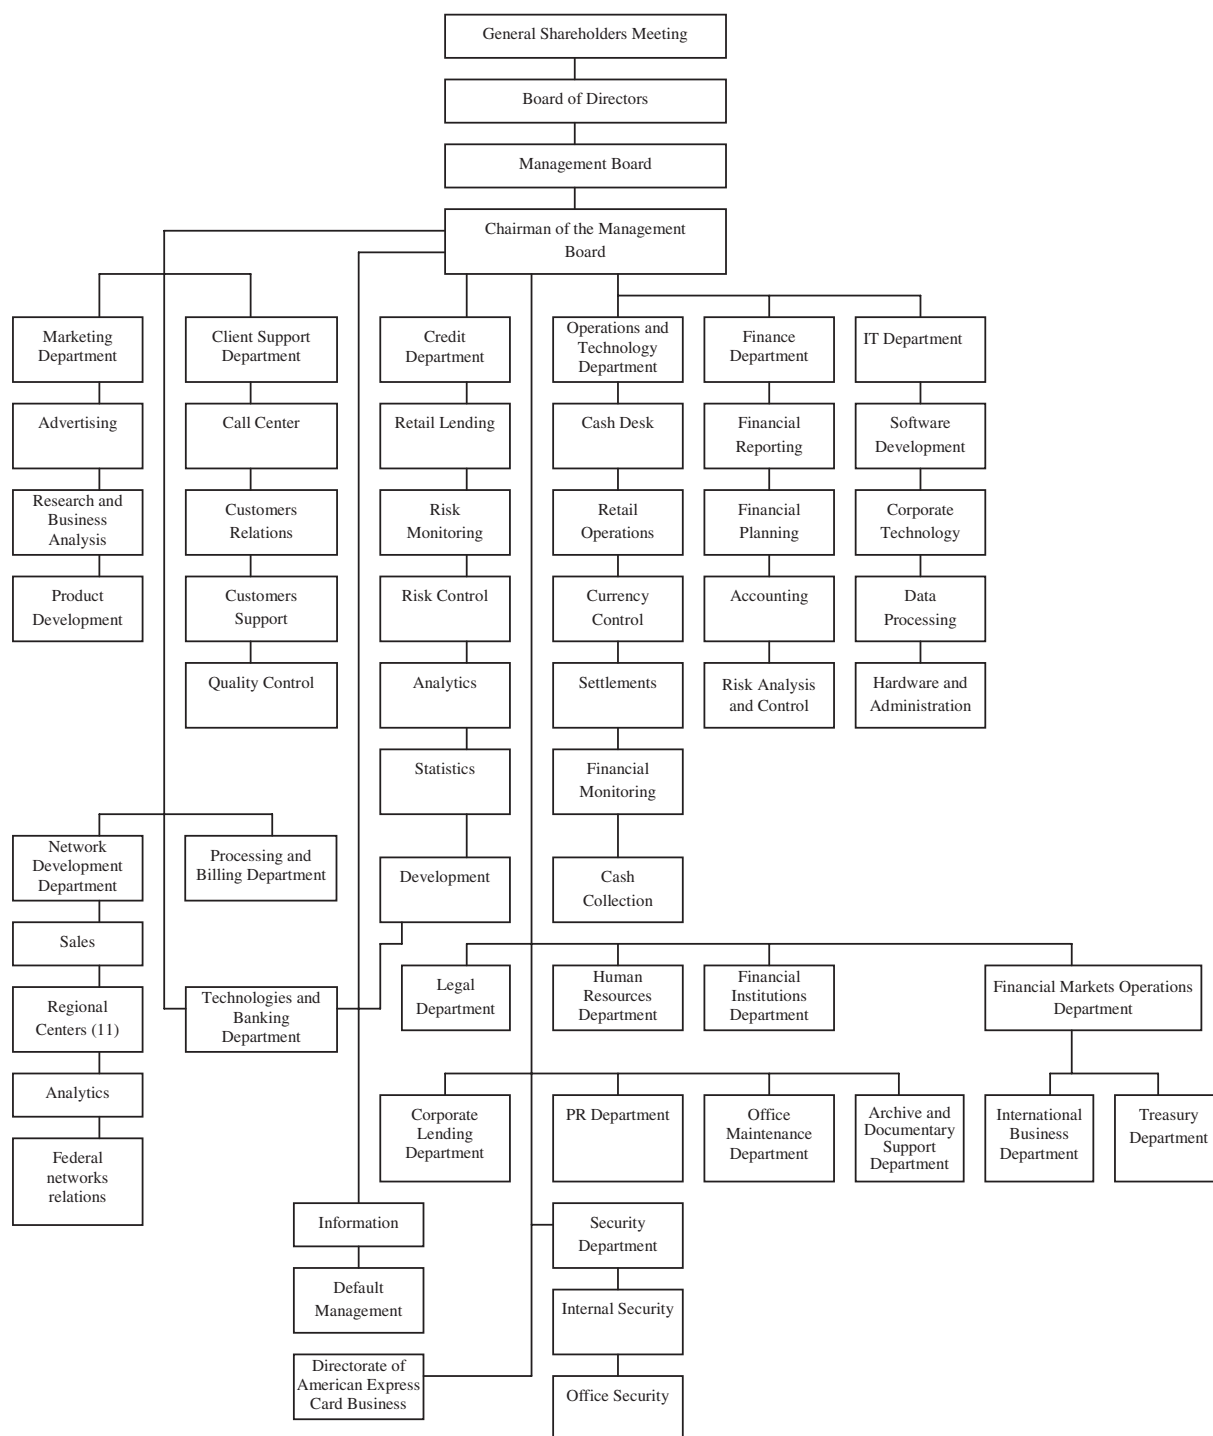 General Shareholders Meeting
Board of Directors
Management Board
Chairman of the Management
Board
Marketing
Department
Client Support
Department
Credit
Department
Operations and
Technology
Department
Finance
Department
IT Department
Advertising
Call Center
Retail Lending
Cash Desk
Financial
Reporting
Software
Development
Research and
Business
Analysis
Customers
Relations
Risk
Monitoring
Retail
Operations
Financial
Planning
Corporate
Technology
Product
Development
Customers
Support
Risk Control
Currency
Control
Accounting
Data
Processing
Quality Control
Analytics
Settlements
Risk Analysis
and Control
Hardware and
Administration
Statistics
Financial
Monitoring
Network
Development
Department
Processing and
Billing Department
Development
Cash
Collection
Sales
Legal
Department
Human
Resources
Department
Financial
Institutions
Department
Financial Markets Operations
Department
Regional
Centers (11)
Technologies and
Banking
Department
Analytics
Corporate
Lending
Department
PR Department
Office
Maintenance
Department
Archive and
Documentary
Support
Department
International
Business
Department
Treasury
Department
Federal
networks
relations
Information
Security
Department
Default
Management
Internal Security
Directorate of
American Express
Card Business
Office Security